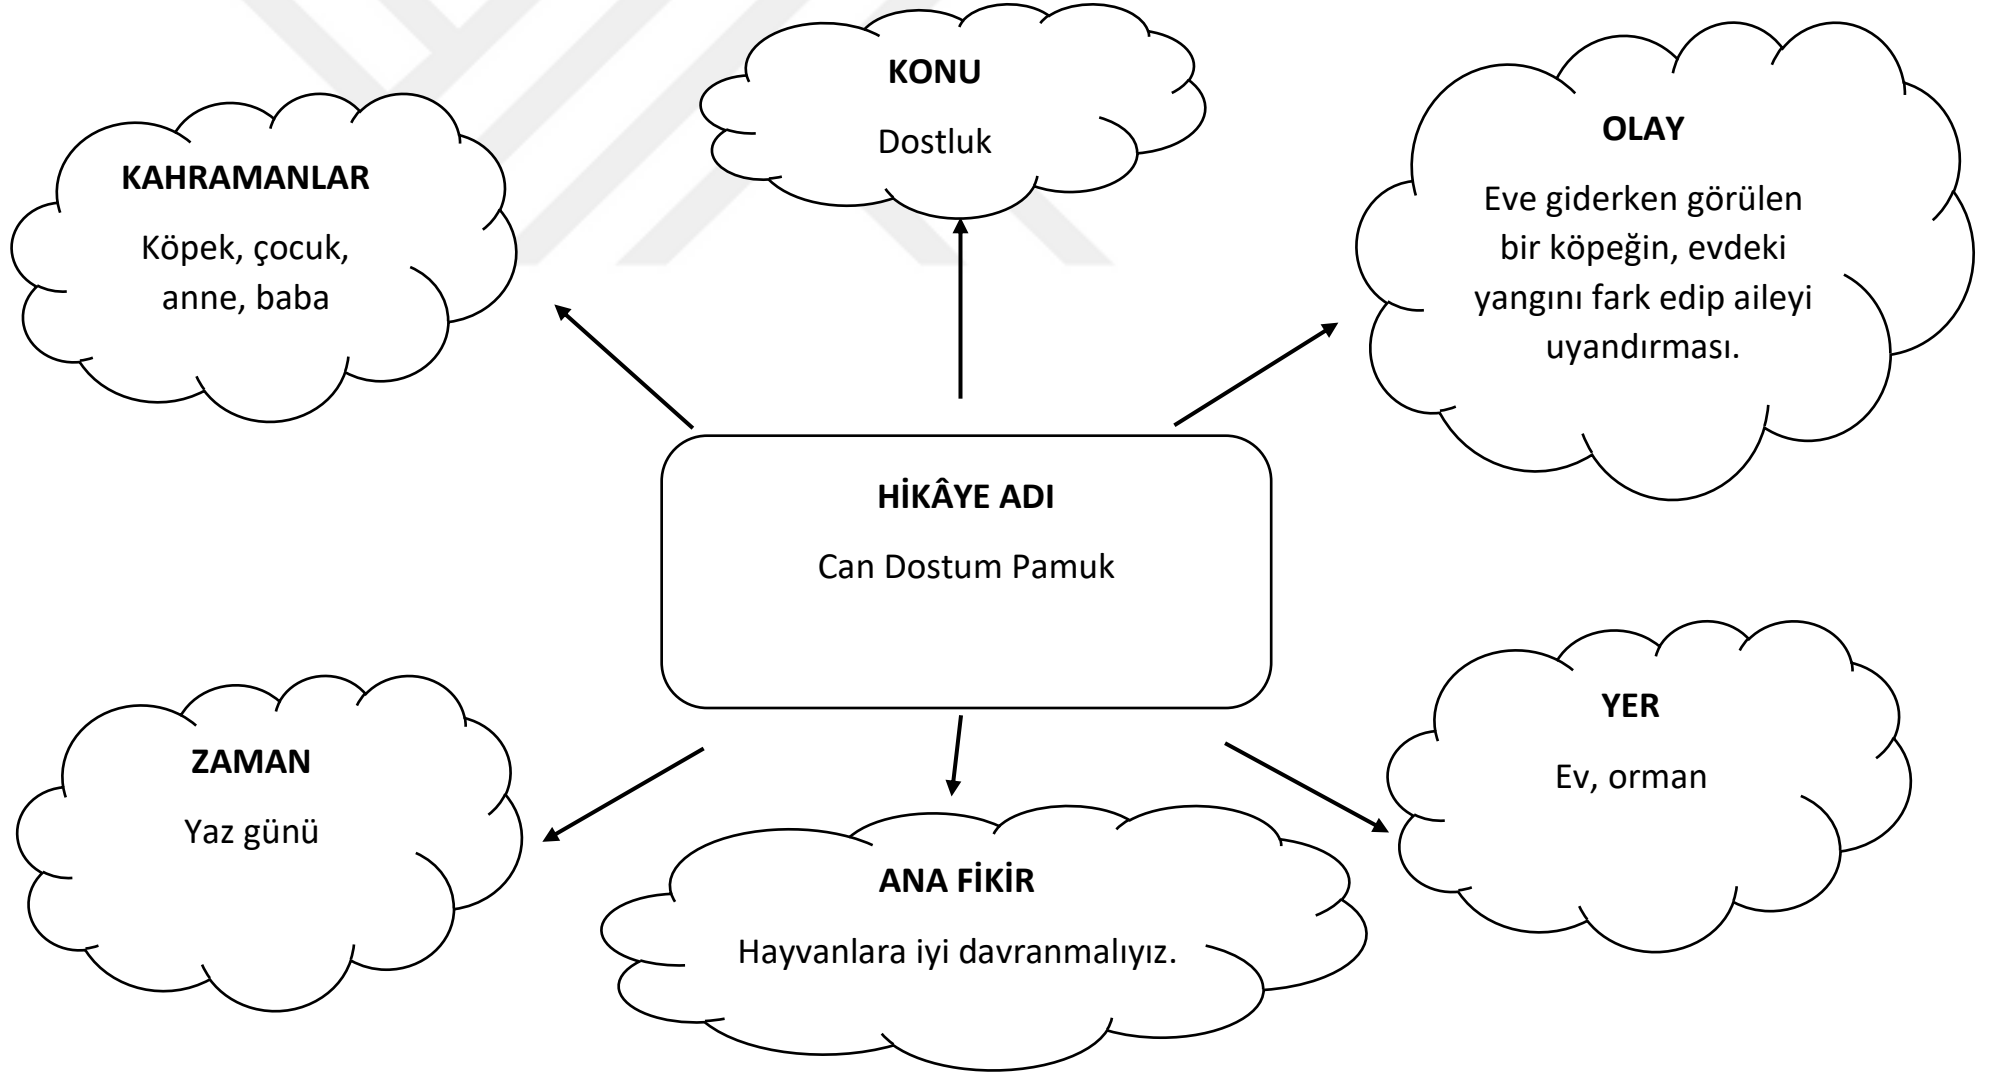 KONU
Dostluk
KAHRAMANLAR
Köpek, çocuk,
anne, baba
OLAY
Eve giderken görülen
bir köpeğin, evdeki
yangını fark edip aileyi
uyandırması.
HİKÂYE ADI
Can Dostum Pamuk
ZAMAN
Yaz günü
ANA FİKİR
Hayvanlara iyi davranmalıyız.
YER
Ev, orman